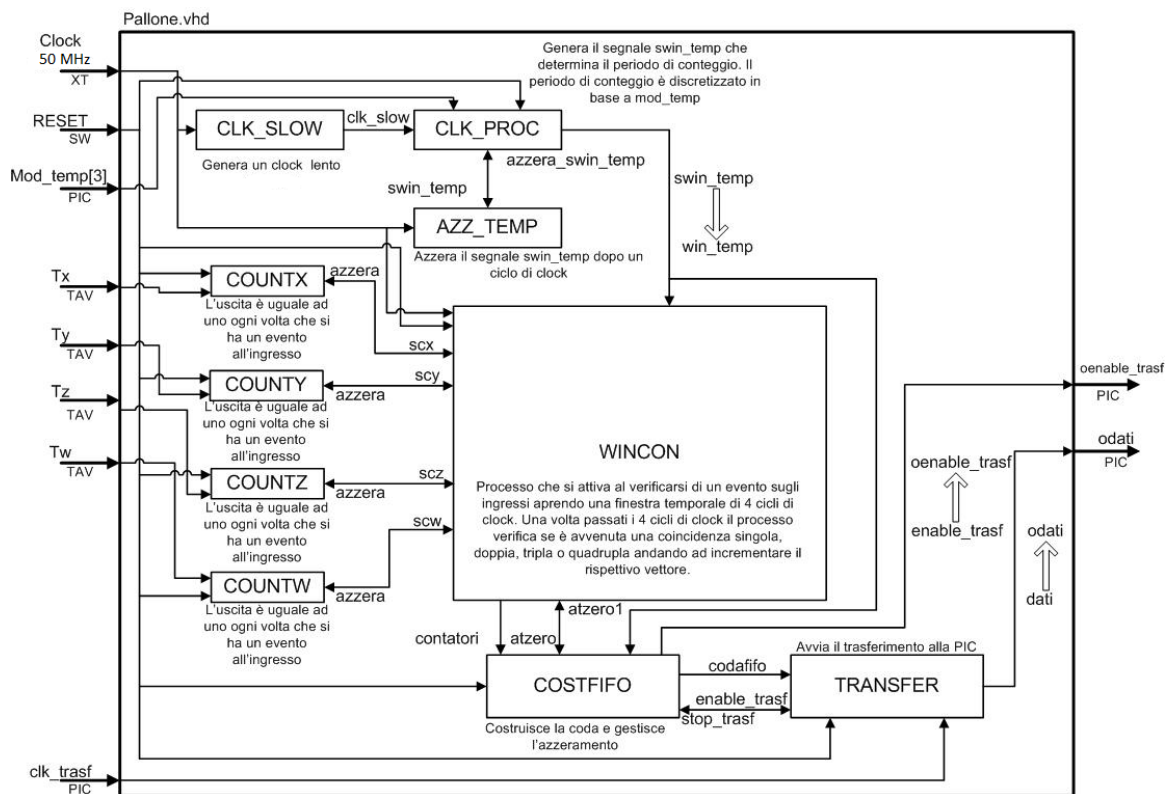 Pallone.vhd
Clock
50 MHz
XT
RESET
SW
Mod_temp[3]
PIC
Tx
TAV
Ty
TAV
Tz
TAV
Tw
TAV
clk_trasf
PIC
Genera il segnale swin_temp che
determina il periodo di conteggio. Il
periodo di conteggio è discretizzato in
base a mod_temp
CLK_SLOW
Genera un clock lento
clk_slow
CLK_PROC
azzera_swin_temp
swin_temp
AZZ_TEMP
Azzera il segnale swin_temp dopo un
ciclo di clock
swin_temp
win_temp
COUNTX
azzera
L'uscita è uguale ad
uno ogni volta che si
ha un evento
all'ingresso
scx
COUNTY
azzera
L'uscita è uguale ad
uno ogni volta che si
ha un evento
all'ingresso
scy
COUNTZ
azzera
L'uscita è uguale ad
uno ogni volta che si
ha un evento
all'ingresso
scz
COUNTW
azzera
L'uscita è uguale ad
uno ogni volta che si
ha un evento
all'ingresso
scw
WINCON
Processo che si attiva al verificarsi di un evento sugli
ingressi aprendo una finestra temporale di 4 cicli di
clock. Una volta passati i 4 cicli di clock il processo
verifica se è avvenuta una coincidenza singola,
doppia, tripla o quadrupla andando ad incrementare il
rispettivo vettore.
contatori
atzero
atzero1
COSTFIFO
Costruisce la coda e gestisce
l'azzeramento
codafifo
enable_trasf
stop_trasf
Avvia il trasferimento alla PIC
TRANSFER
oenable_trasf
enable_trasf
odati
dati
oenable_trasf
PIC
odati
PIC